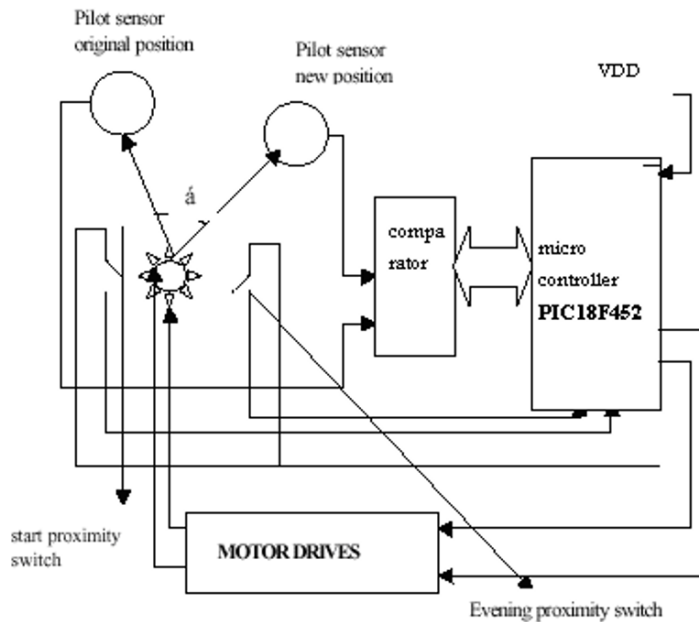 Pilot sensor
original position
Pilot sensor
new position
VDD
á
compa
rator
micro
controller
PIC18F452
start proximity
switch
MOTOR DRIVES
Evening proximity switch